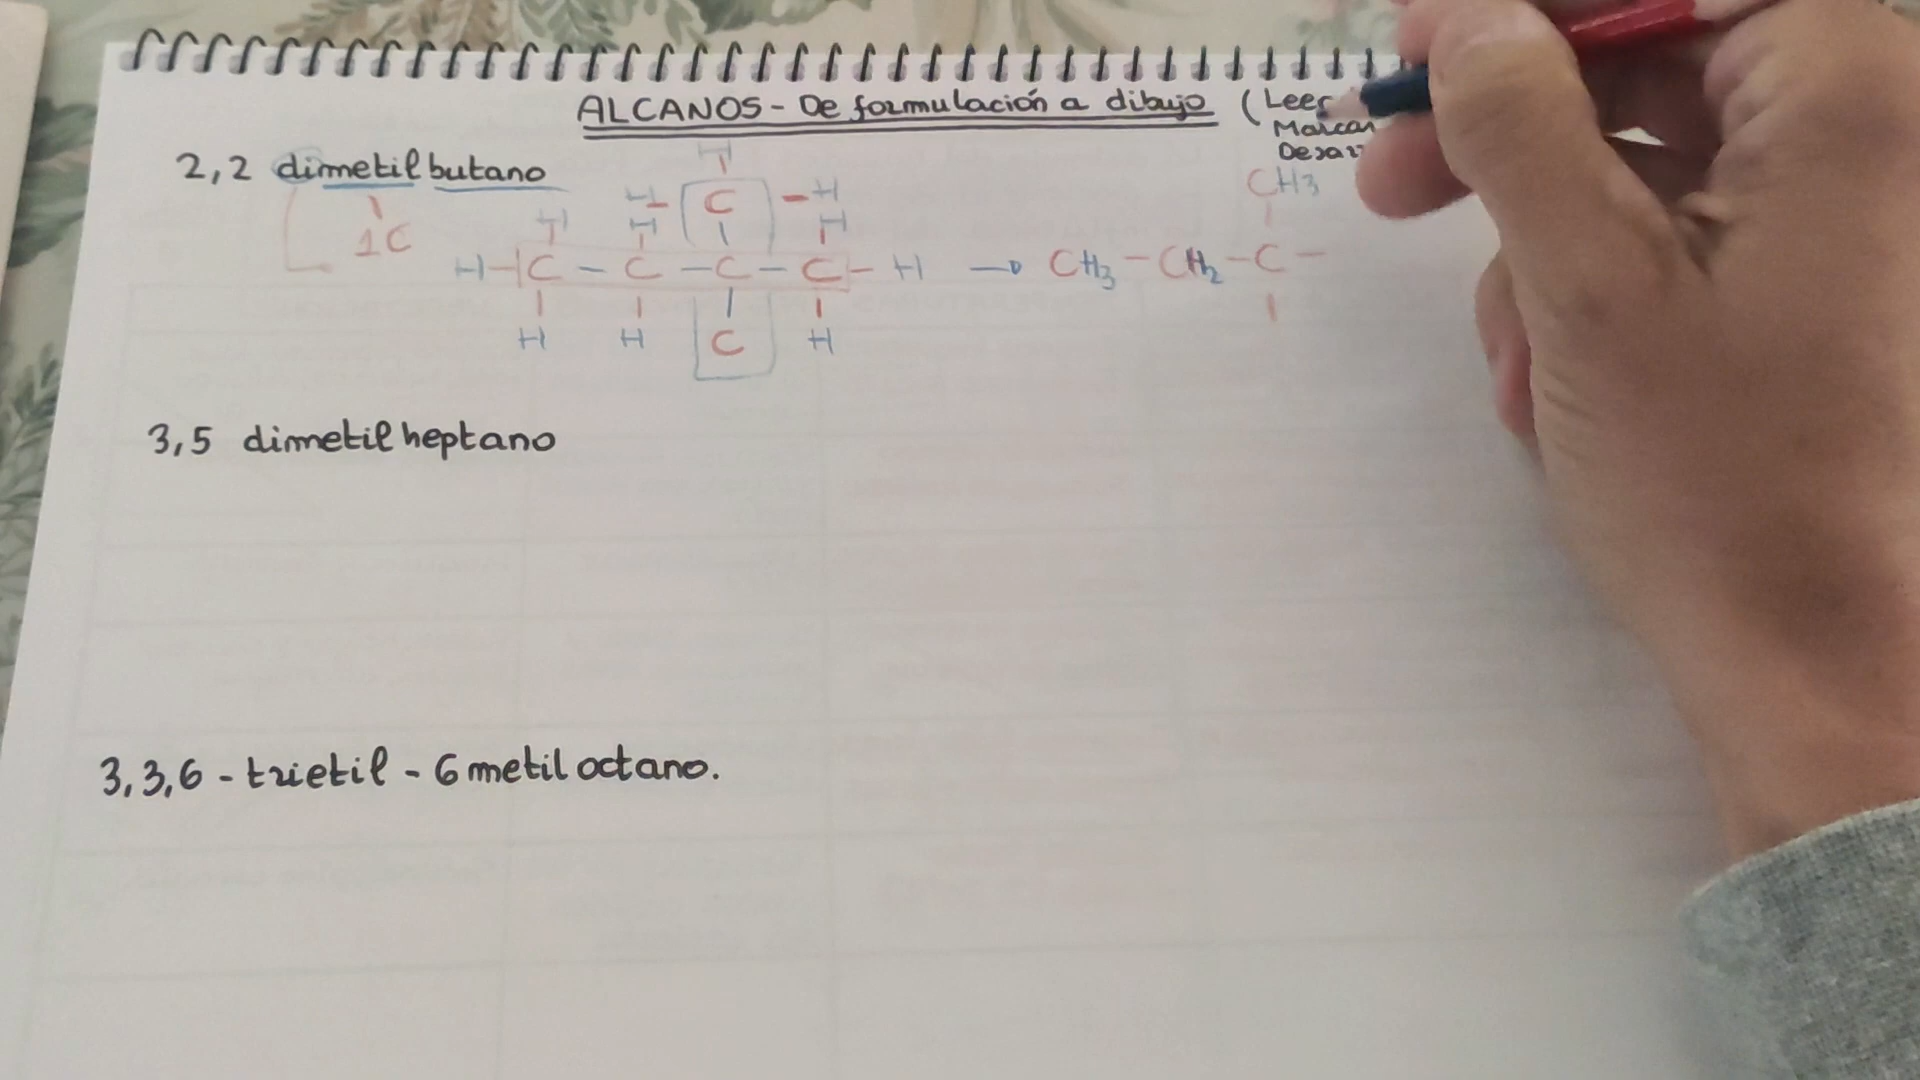 ALCANOS - De formulación a dibujo (Leer
Marcar
2,2 dimetil butano
H
H C H
CH3
1C
H H H
H - C - C - C - C - H → CH3 - CH2 - C -
H H C H
3,5 dimetil heptano
3,3,6 - trietil - 6 metil octano.